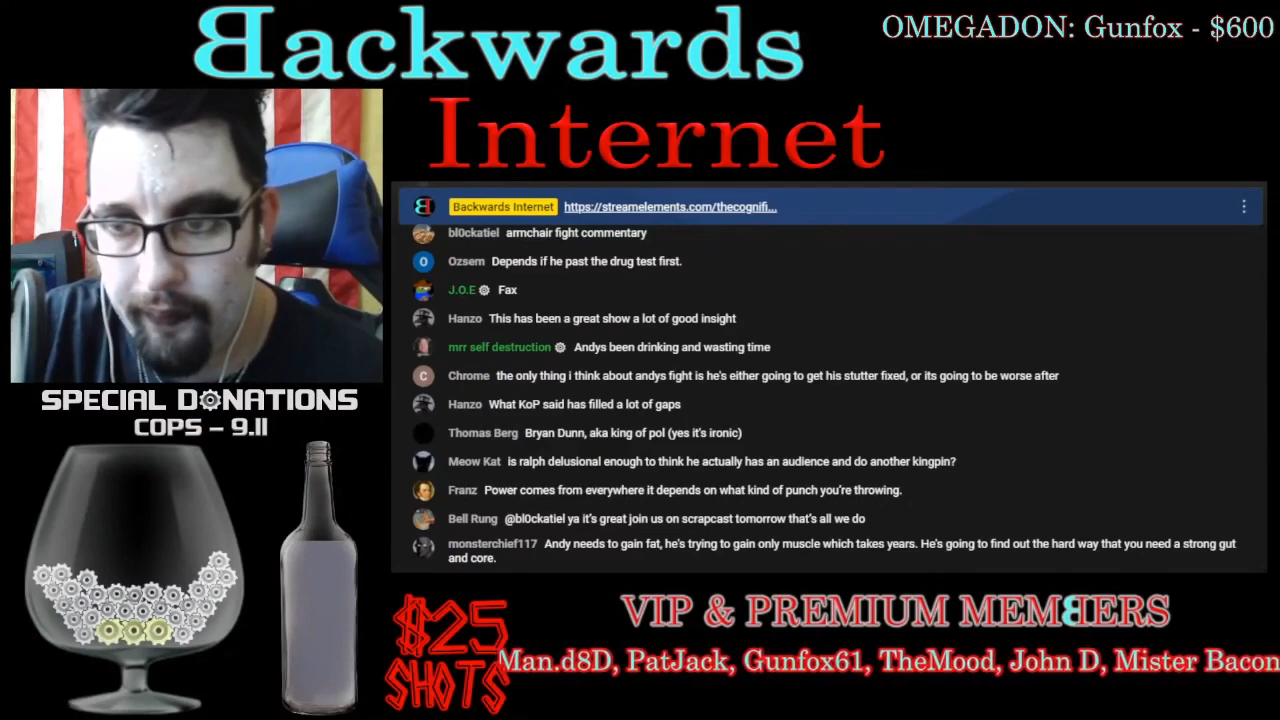 Backwards
Internet
OMEGADON: Gunfox - $600
Backwards Internet https://streamelements.com/thecognifi...
bl0ckatiel armchair fight commentary
O Ozsem Depends if he past the drug test first.
J.O.E Fax
Hanzo This has been a great show a lot of good insight
mrr self destruction Andys been drinking and wasting time
C Chrome the only thing i think about andys fight is he's either going to get his stutter fixed, or its going to be worse after
Hanzo What KoP said has filled a lot of gaps
Thomas Berg Bryan Dunn, aka king of pol (yes it's ironic)
Meow Kat is ralph delusional enough to think he actually has an audience and do another kingpin?
Franz Power comes from everywhere it depends on what kind of punch you're throwing.
Bell Rung @bl0ckatiel ya it's great join us on scrapcast tomorrow that's all we do
monsterchief117 Andy needs to gain fat, he's trying to gain only muscle which takes years. He's going to find out the hard way that you need a strong gut
and core.
SPECIAL DONATIONS
COPS – 9.11
$25
SHOTS
VIP & PREMIUM MEMBERS
Man.d8D, PatJack, Gunfox61, TheMood, John D, Mister Bacon